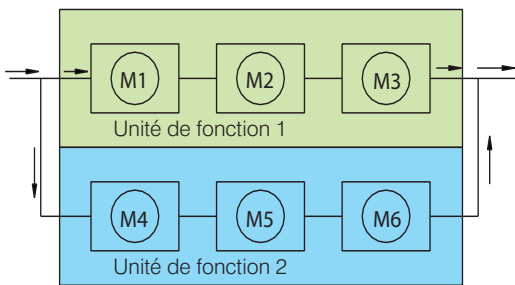 M1 M2 M3
Unité de fonction 1
M4 M5 M6
Unité de fonction 2